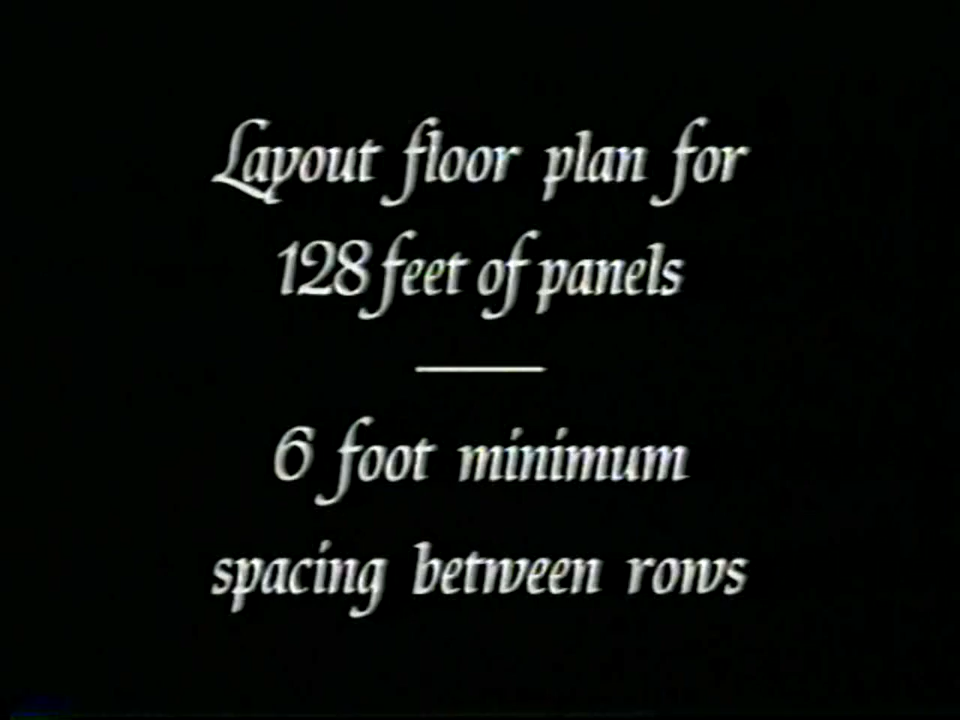 Layout floor plan for
128 feet of panels
6 foot minimum
spacing between rows